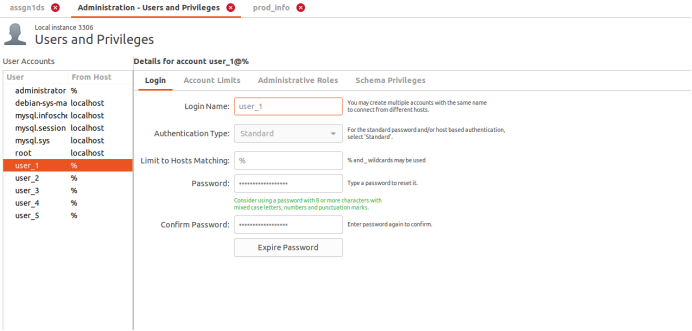 assgn1ds
Administration - Users and Privileges
prod_info
Local instance 3306
Users and Privileges
User Accounts
User From Host
administrator %
debian-sys-ma localhost
mysql.infosche localhost
mysql.session localhost
mysql.sys localhost
root localhost
user_1 %
user_2 %
user_3 %
user_4 %
user_5 %
Details for account user_1@%
Login Account Limits Administrative Roles Schema Privileges
Login Name: user_1 You may create multiple accounts with the same name
to connect from different hosts.
Authentication Type: Standard For the standard password and/or host based authentication,
select 'Standard'.
Limit to Hosts Matching: % % and _ wildcards may be used
Password: ****************** Type a password to reset it.
Consider using a password with 8 or more characters with
mixed case letters, numbers and punctuation marks.
Confirm Password: ****************** Enter password again to confirm.
Expire Password